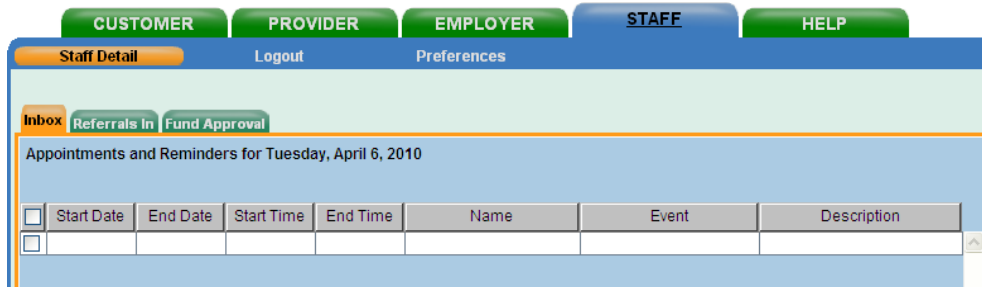 CUSTOMER PROVIDER EMPLOYER STAFF HELP
Staff Detail Logout Preferences
Inbox Referrals In Fund Approval
Appointments and Reminders for Tuesday, April 6, 2010
Start Date End Date Start Time End Time Name Event Description